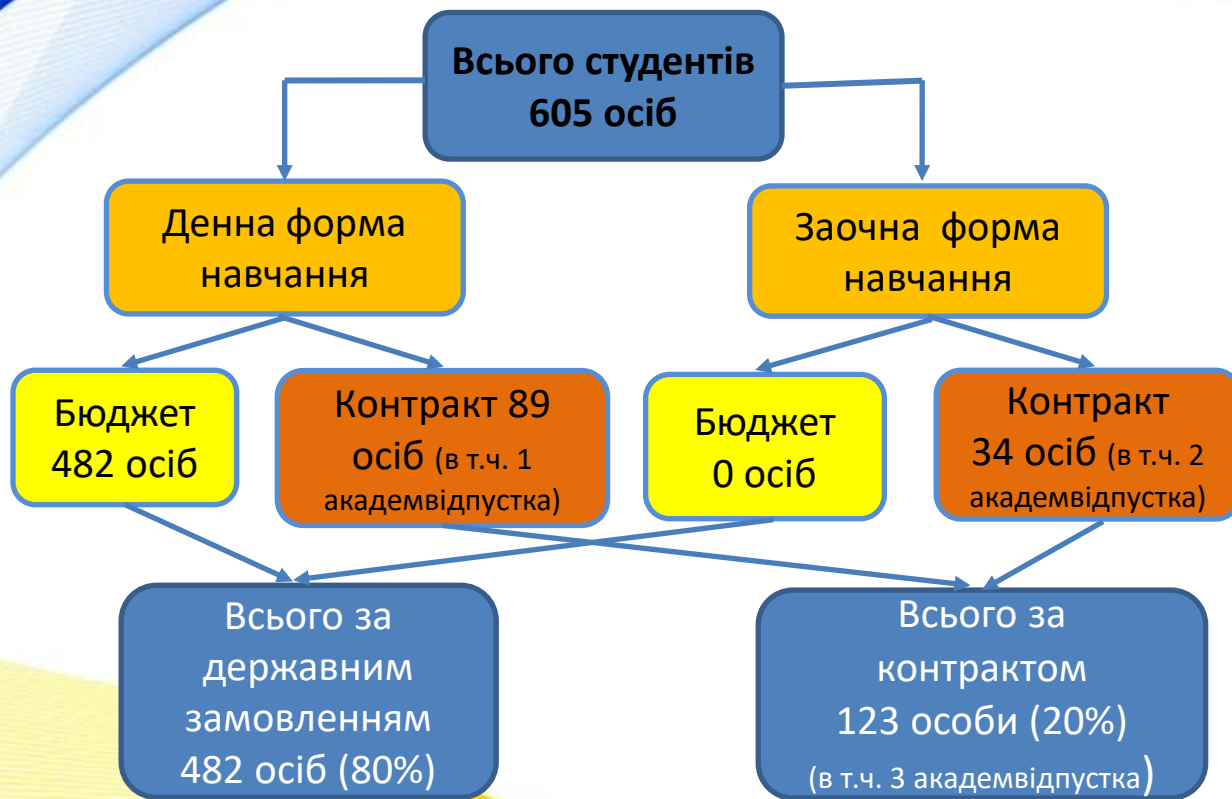 Всього студентів
605 осіб
Денна форма
навчання
Заочна форма
навчання
Бюджет
482 осіб
Контракт 89
осіб (в т.ч. 1
академвідпустка)
Бюджет
0 осіб
Контракт
34 осіб (в т.ч. 2
академвідпустка)
Всього за
державним
замовленням
482 осіб (80%)
Всього за
контрактом
123 особи (20%)
(в т.ч. 3 академвідпустка)